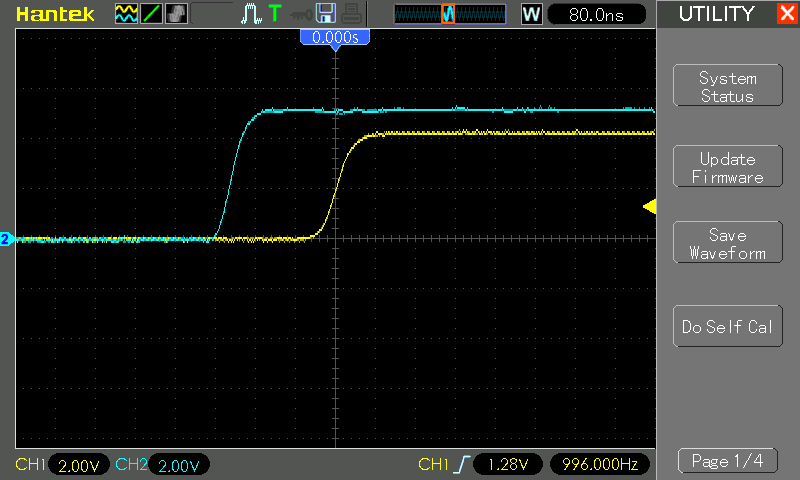 Hantek
T
W
80.0ns
UTILITY
0.000s
System
Status
Update
Firmware
2
Save
Waveform
Do Self Cal
CH1 2.00V CH2 2.00V CH1 1.28V 996.000Hz
Page 1/4